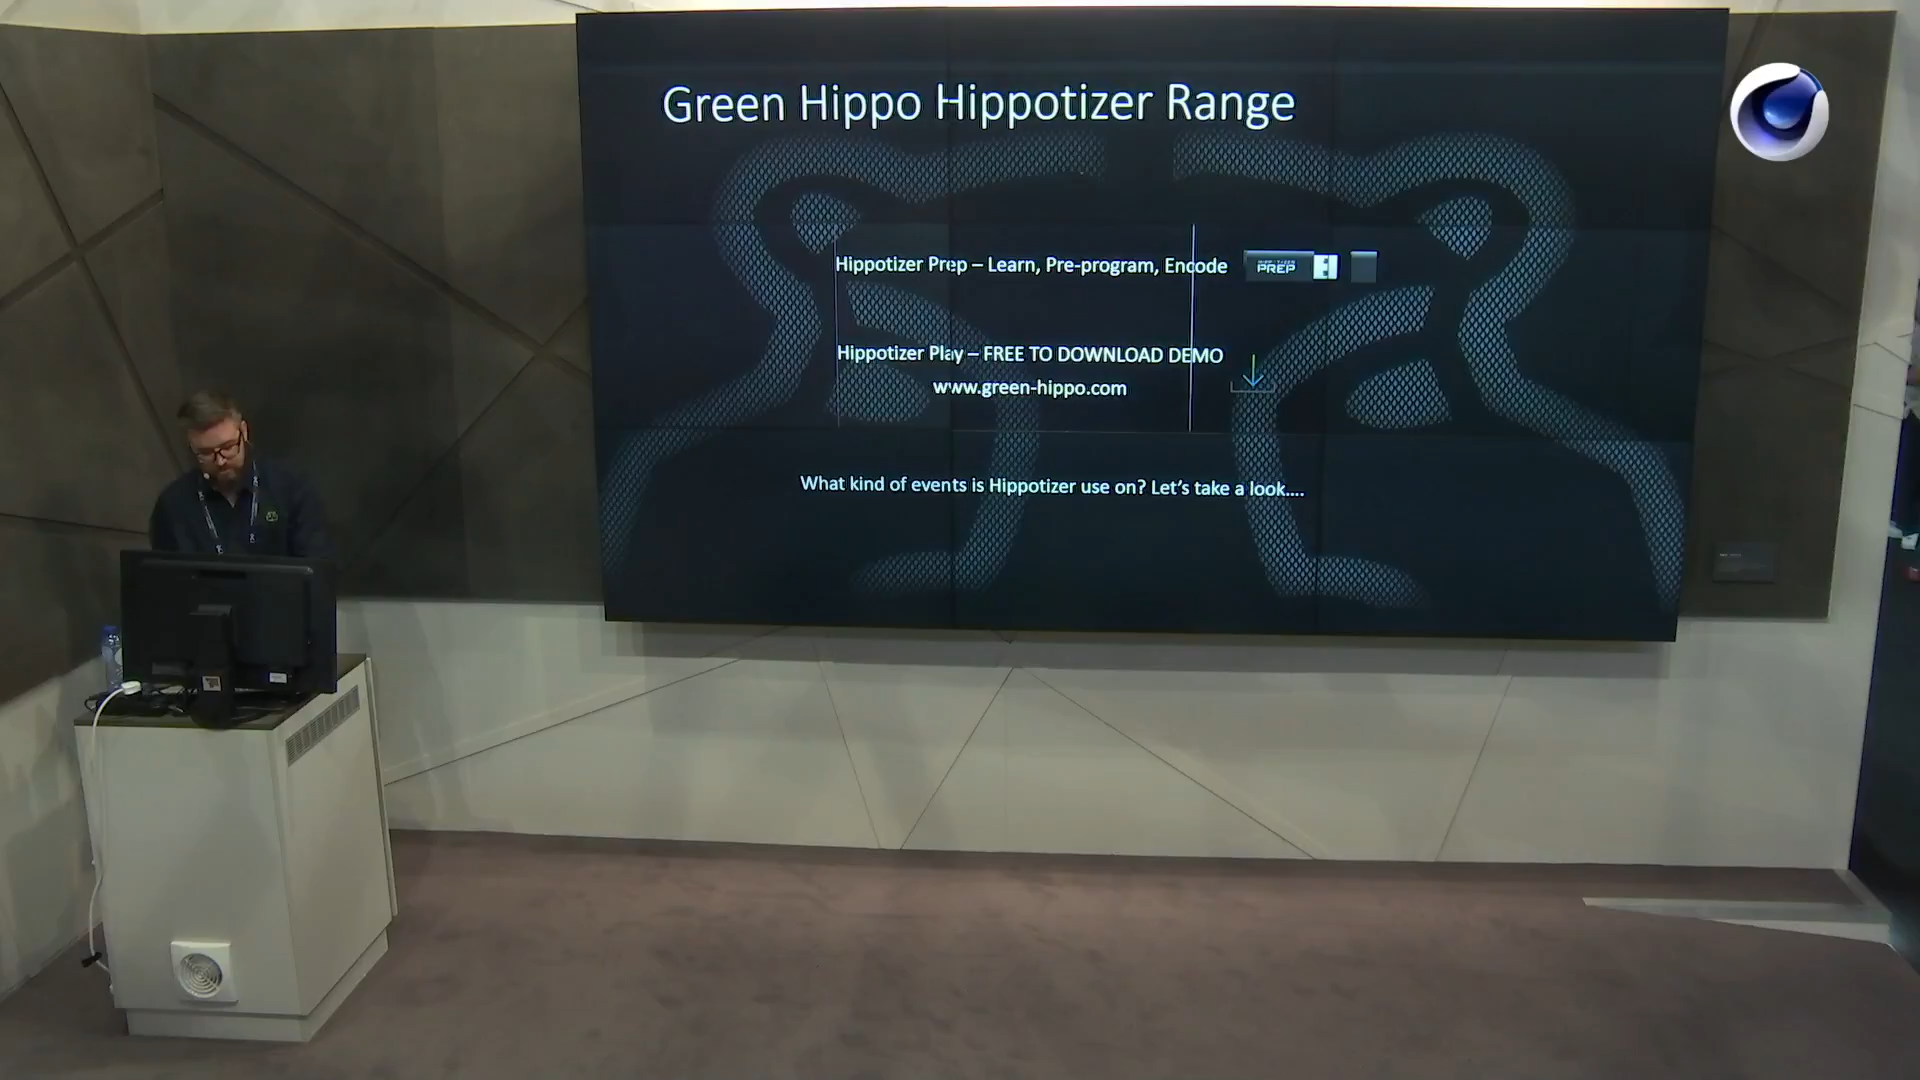 Green Hippo Hippotizer Range
Hippotizer Prep – Learn, Pre-program, Encode
PREP
Hippotizer Play – FREE TO DOWNLOAD DEMO
www.green-hippo.com
What kind of events is Hippotizer use on? Let's take a look....